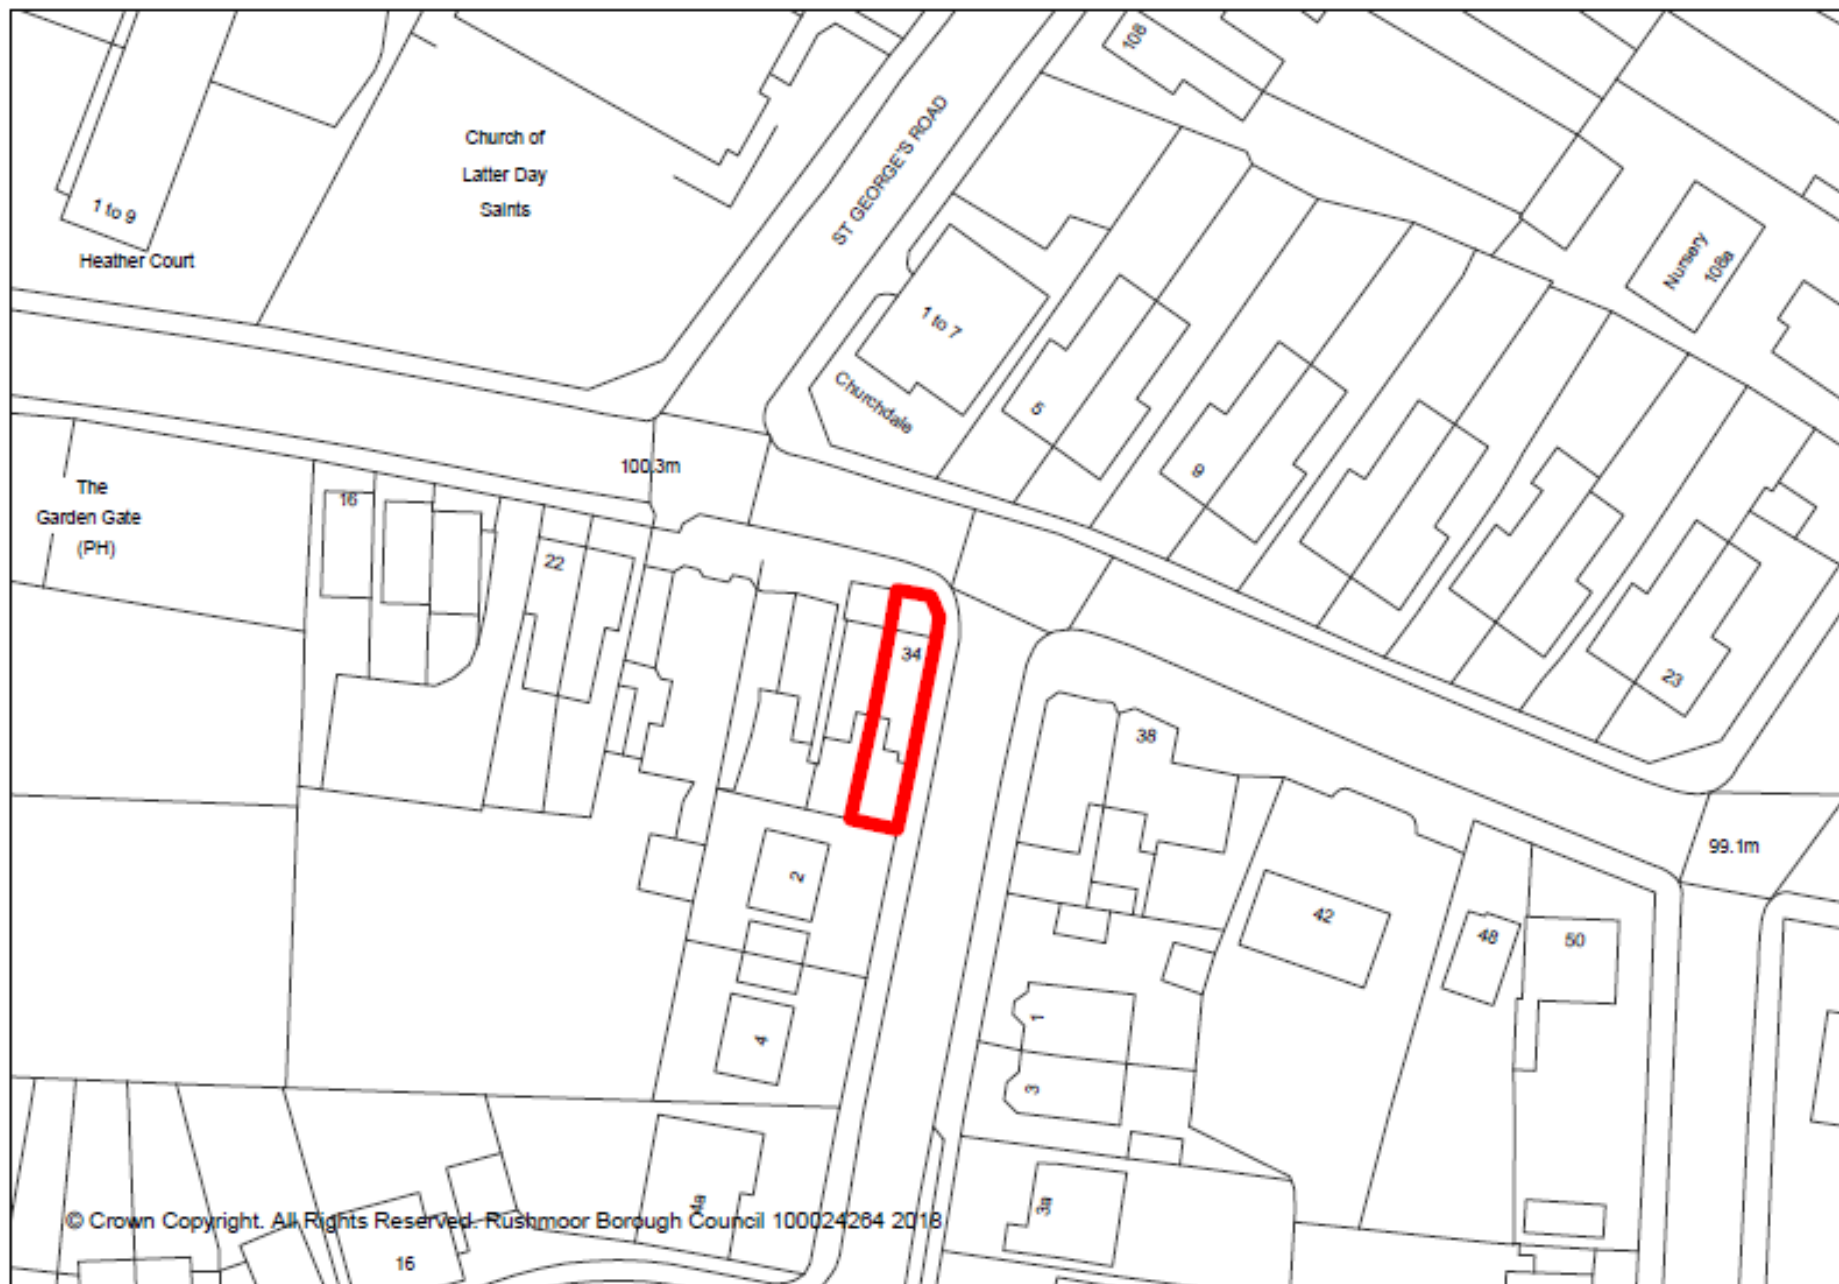 108
ST GEORGE'S ROAD
Church of
Latter Day
Saints
1 to 9
Heather Court
Nursery
108a
1 to 7
Churchdale
5
9
23
100.3m
The
Garden Gate
(PH)
16
22
34
38
99.1m
2
42
48
50
4
1
3
4a
3a
16
© Crown Copyright. All Rights Reserved. Rushmoor Borough Council 100024264 2018